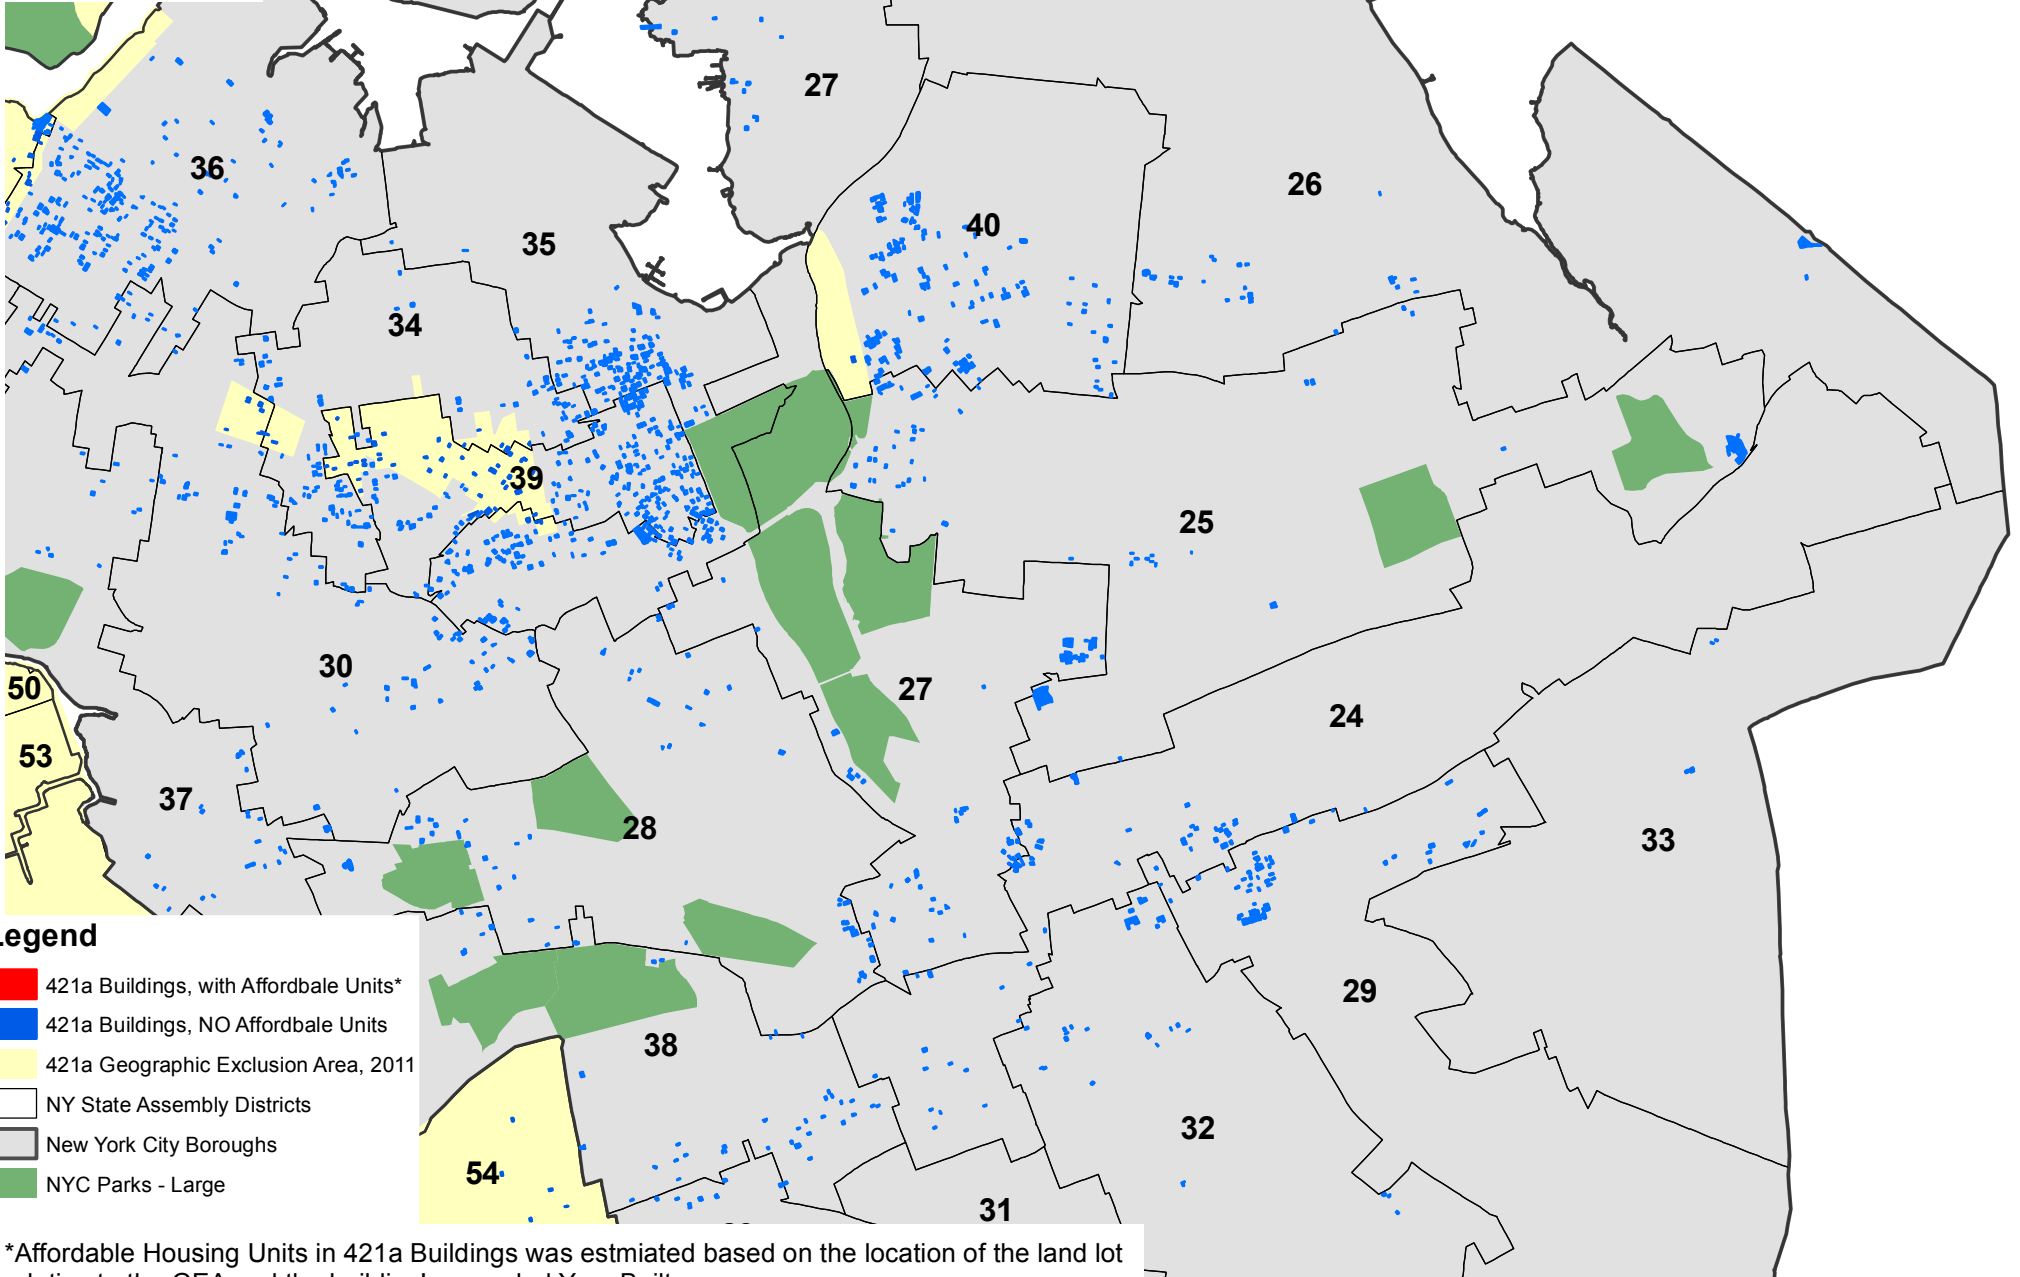 27
36
26
40
35
34
39
25
30
50
27
24
53
37
28
33
Legend
421a Buildings, with Affordbale Units*
29
421a Buildings, NO Affordbale Units
38
421a Geographic Exclusion Area, 2011
NY State Assembly Districts
32
New York City Boroughs
54
NYC Parks - Large
31
*Affordable Housing Units in 421a Buildings was estmiated based on the location of the land lot